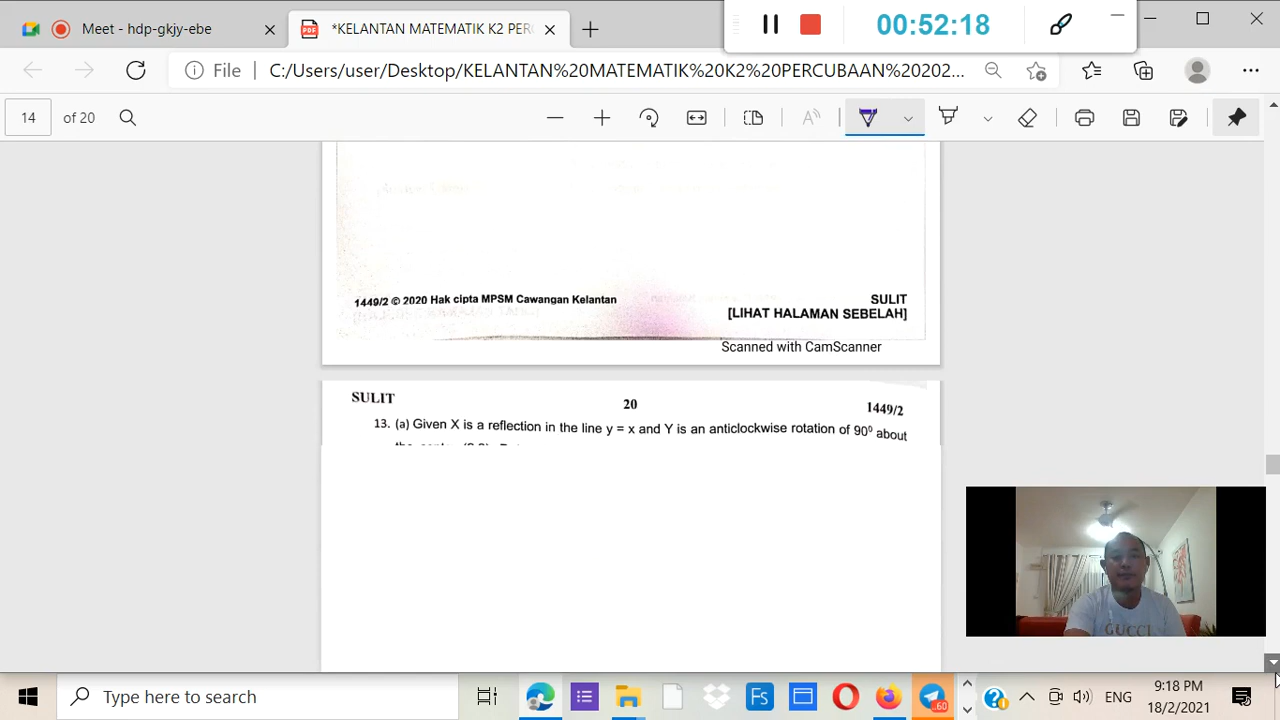 Meet - hdp-gkjy-ebe
*KELANTAN MATEMATIK K2 PER
00:52:18
File
C:/Users/user/Desktop/KELANTAN%20MATEMATIK%20K2%20PERCUBAAN%20202...
14
of 20
1449/2 © 2020 Hak cipta MPSM Cawangan Kelantan
SULIT
[LIHAT HALAMAN SEBELAH]
Scanned with CamScanner
SULIT
20
1449/2
13. (a) Given X is a reflection in the line y = x and Y is an anticlockwise rotation of 90⁰ about
GUCCI
Type here to search
Fs
60
ENG
9:18 PM
18/2/2021